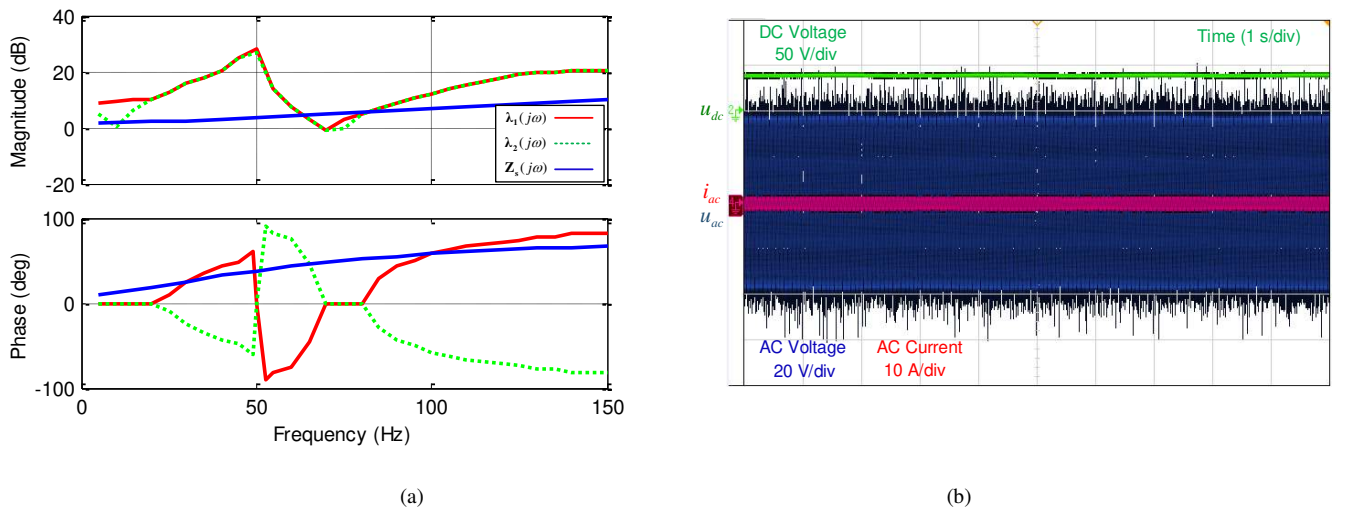 Magnitude (dB)
40
20
0
-20
λ₁(jω)
λ₂(jω)
Zₛ(jω)
Phase (deg)
100
0
-100
0
50
100
150
Frequency (Hz)
(a)
DC Voltage
50 V/div
Time (1 s/div)
u_dc
2
i_ac
u_ac
AC Voltage
20 V/div
AC Current
10 A/div
(b)